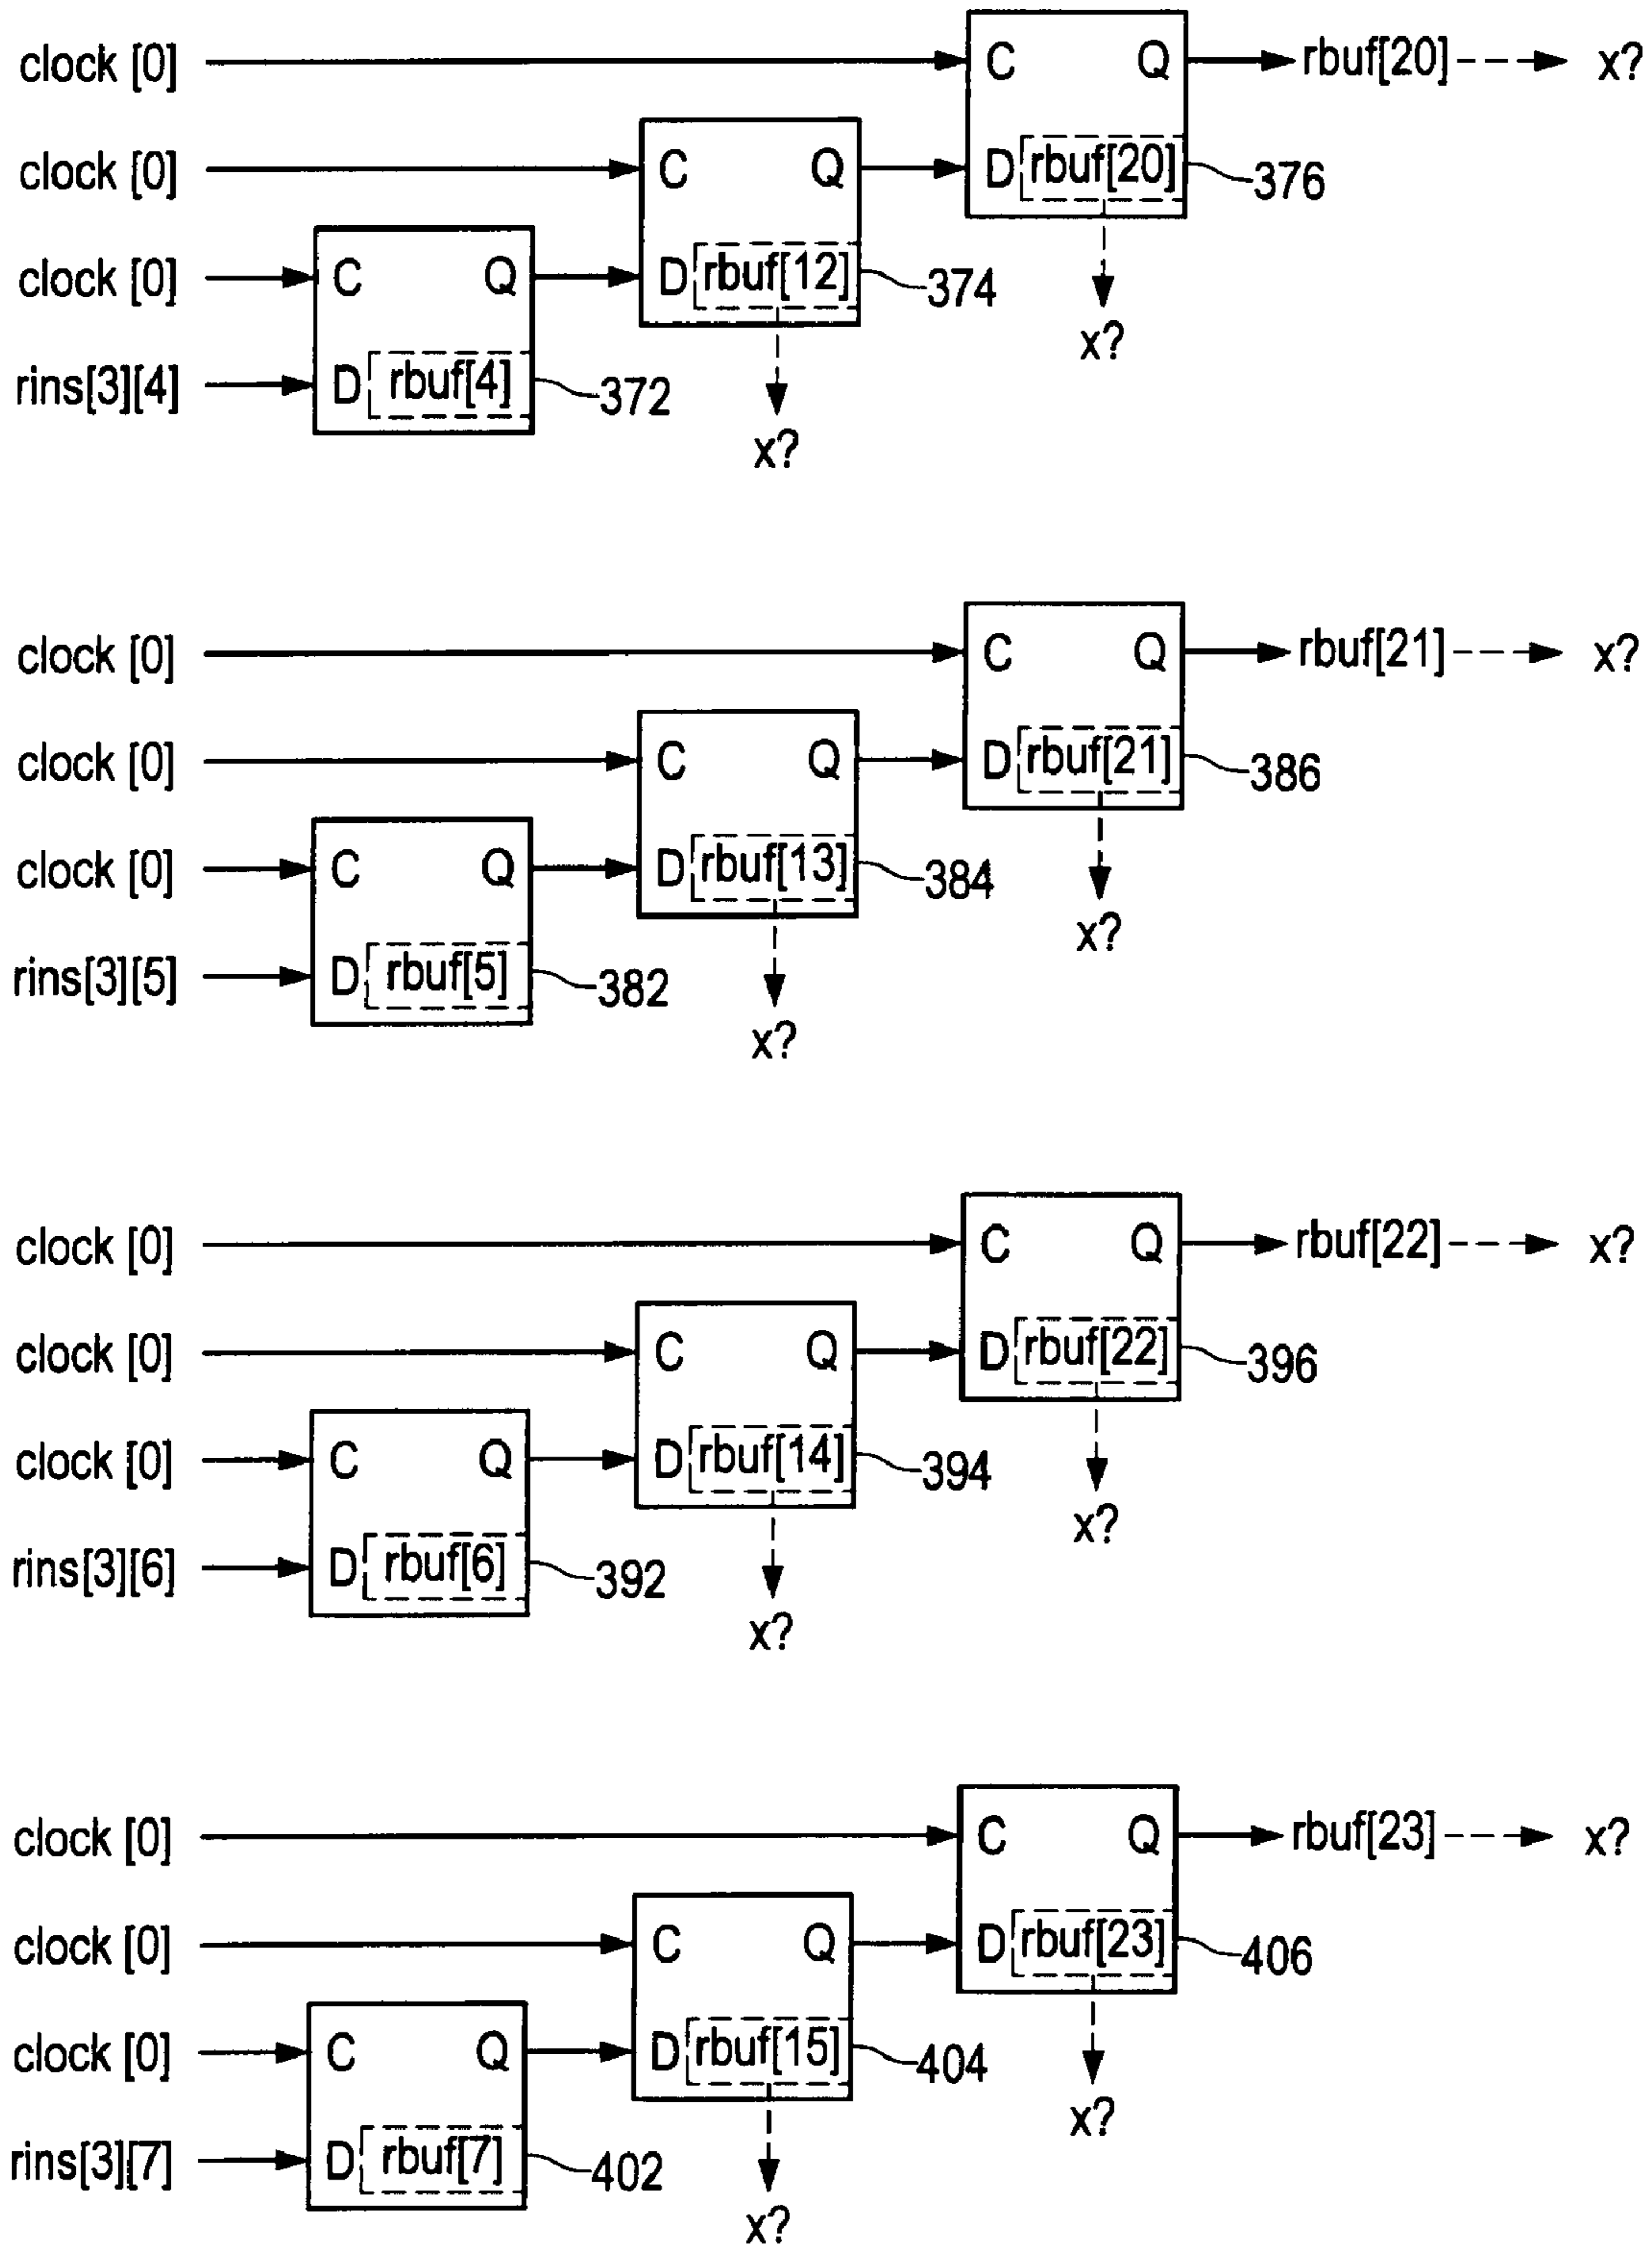 clock [0] C Q rbuf[20] x?
clock [0] C Q D rbuf[20] 376
clock [0] C Q D rbuf[12] 374 x?
rins[3][4] D rbuf[4] 372
x?
clock [0] C Q rbuf[21] x?
clock [0] C Q D rbuf[21] 386
clock [0] C Q D rbuf[13] 384 x?
rins[3][5] D rbuf[5] 382
x?
clock [0] C Q rbuf[22] x?
clock [0] C Q D rbuf[22] 396
clock [0] C Q D rbuf[14] 394 x?
rins[3][6] D rbuf[6] 392
x?
clock [0] C Q rbuf[23] x?
clock [0] C Q D rbuf[23] 406
clock [0] C Q D rbuf[15] 404 x?
rins[3][7] D rbuf[7] 402
x?